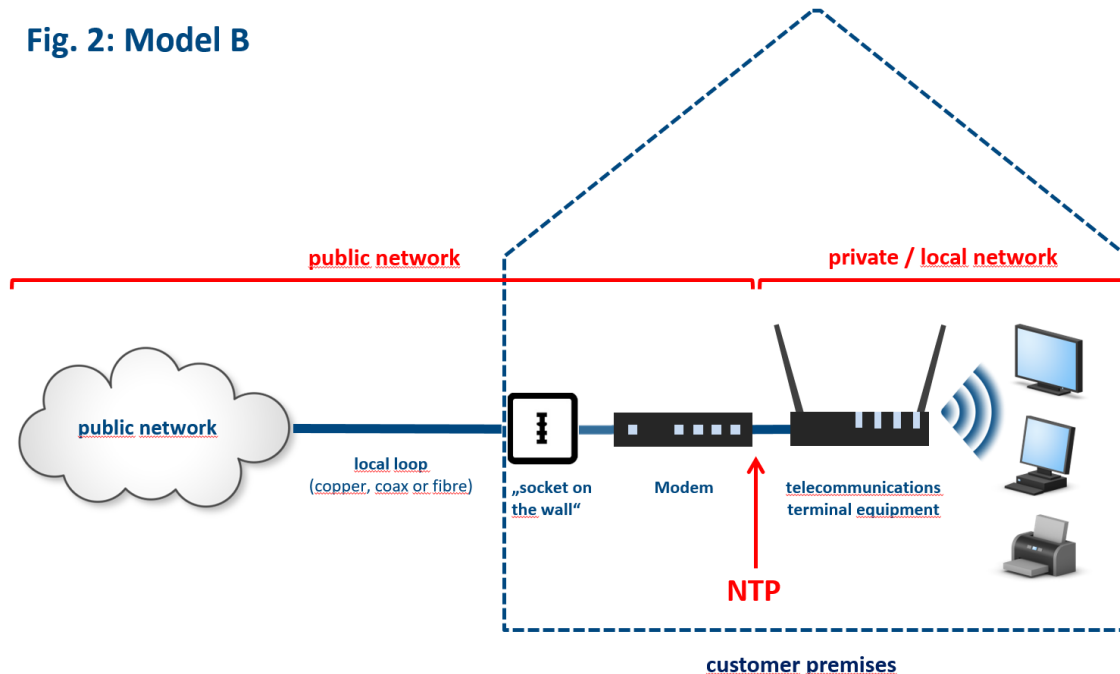 Fig. 2: Model B
public network
private / local network
public network
local loop
(copper, coax or fibre)
„socket on
the wall“
Modem
telecommunications
terminal equipment
NTP
customer premises